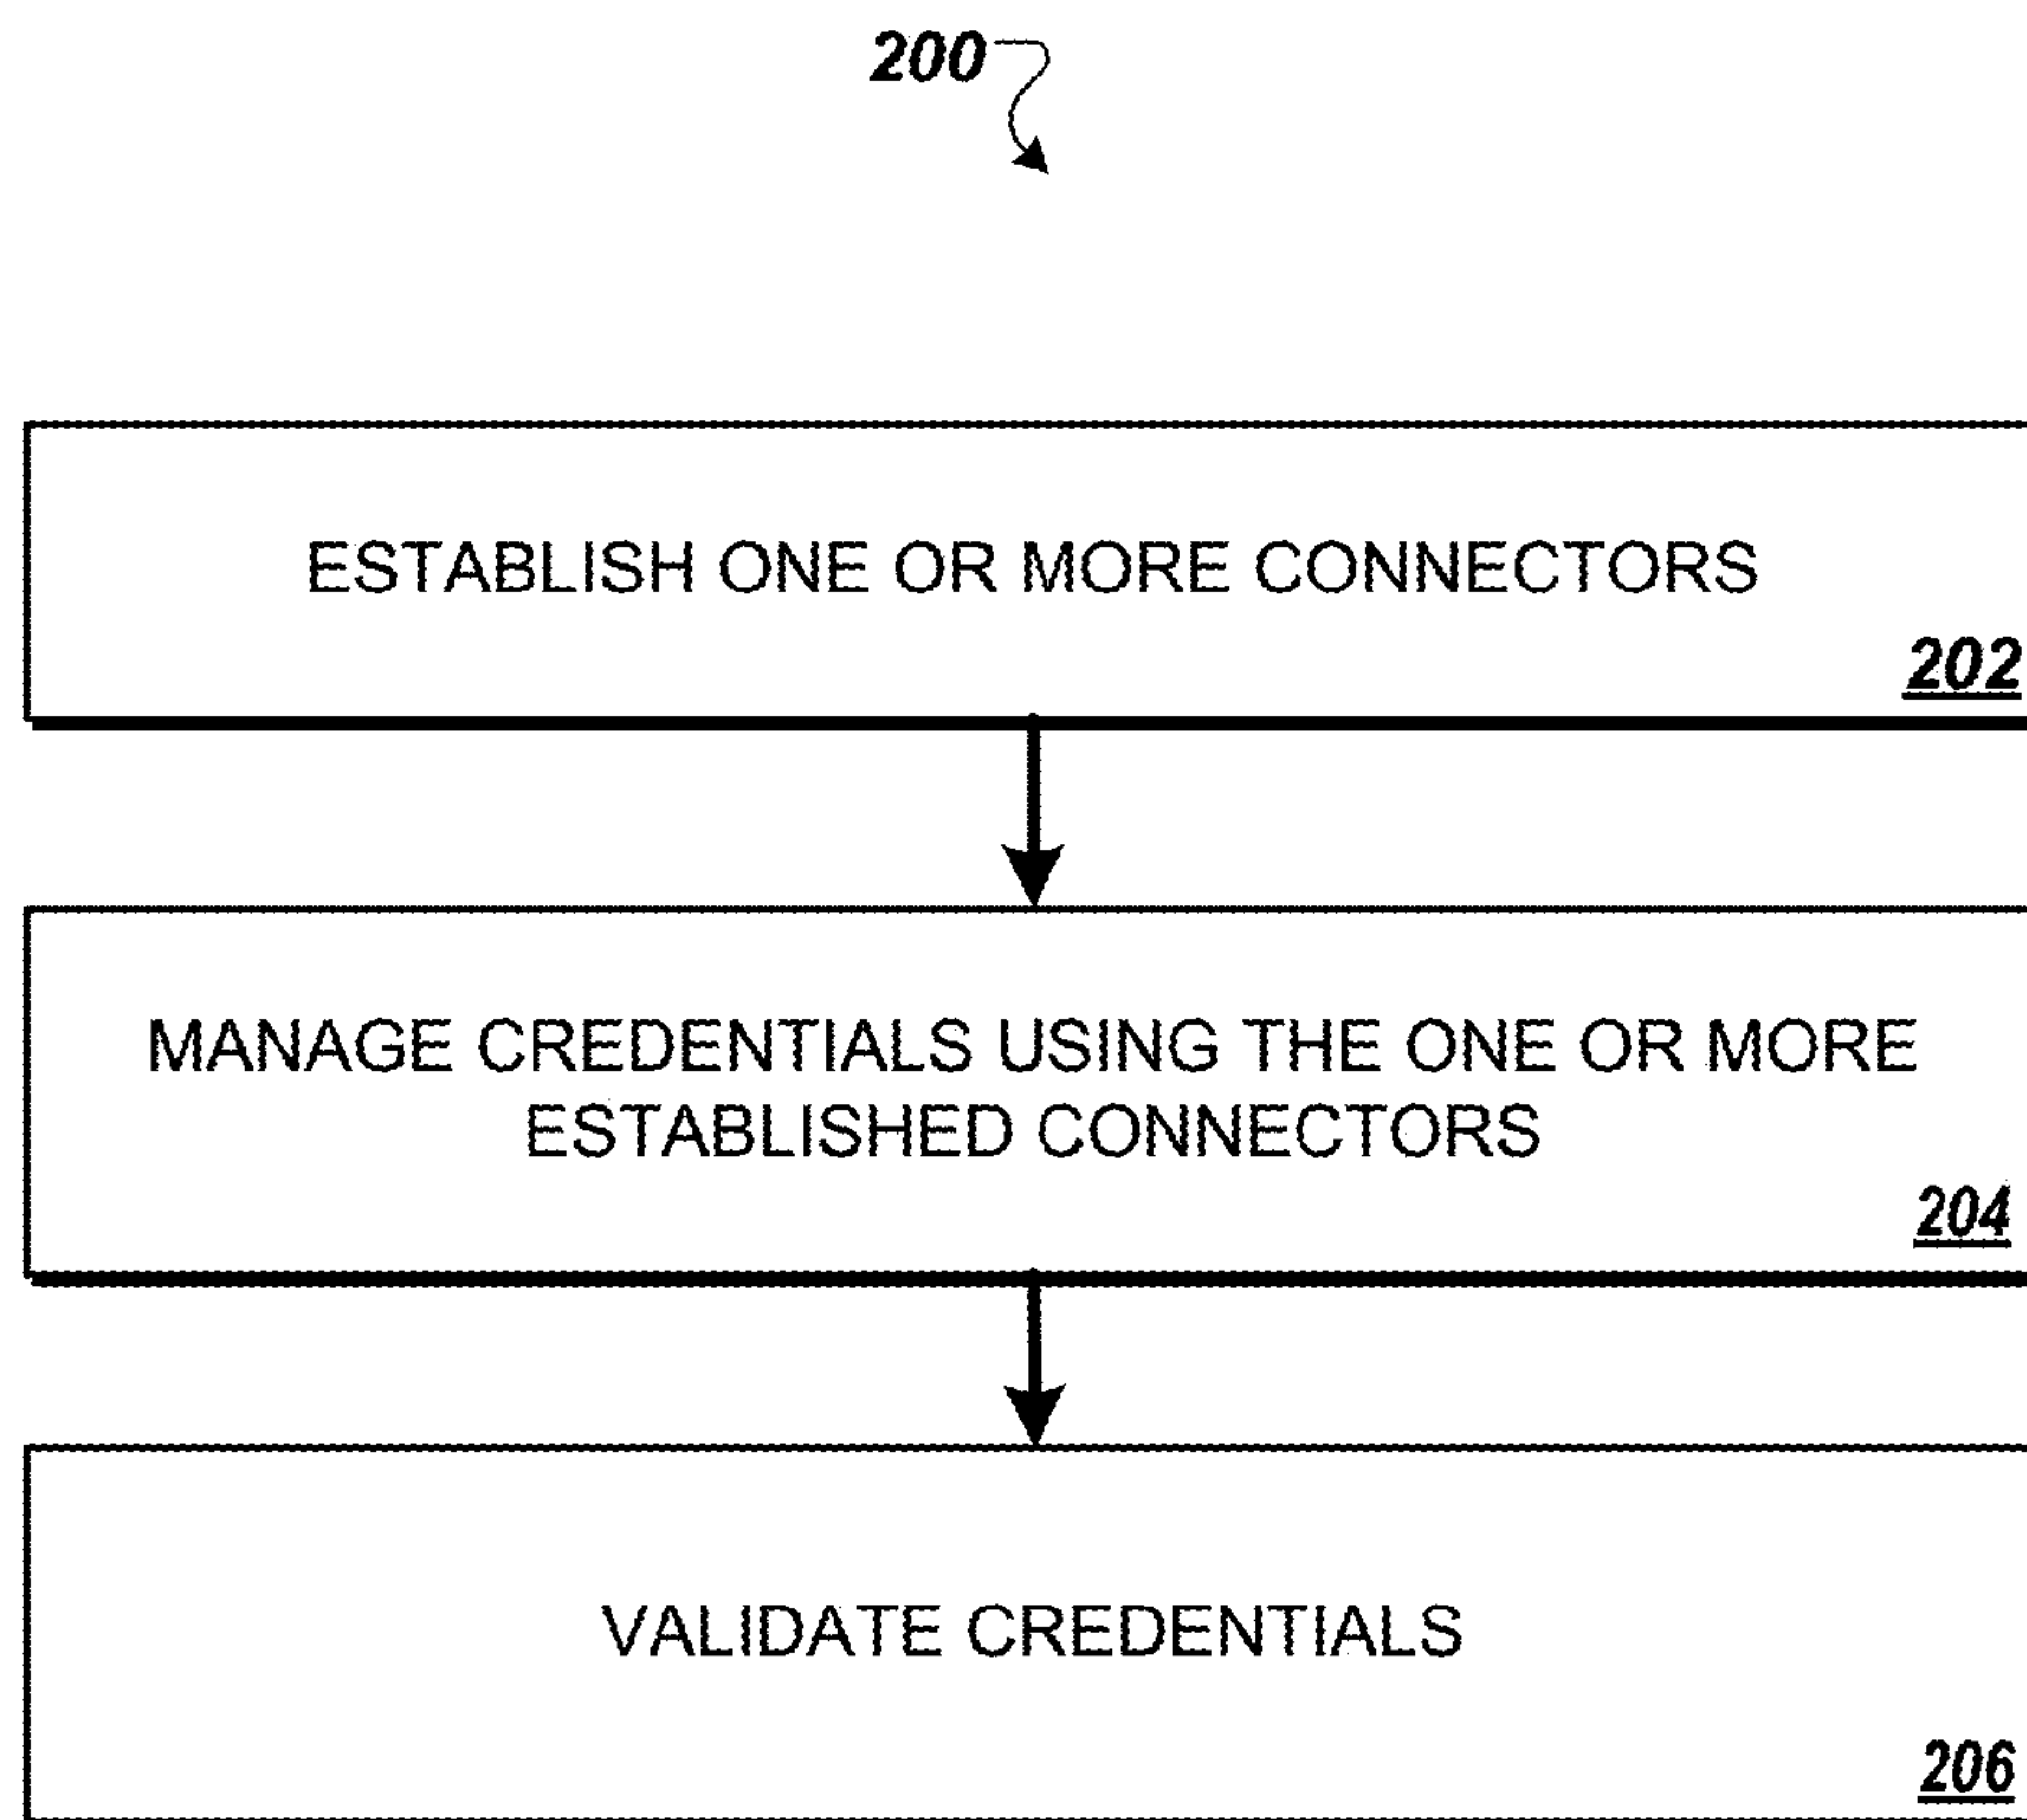 200
ESTABLISH ONE OR MORE CONNECTORS
202
MANAGE CREDENTIALS USING THE ONE OR MORE
ESTABLISHED CONNECTORS
204
VALIDATE CREDENTIALS
206